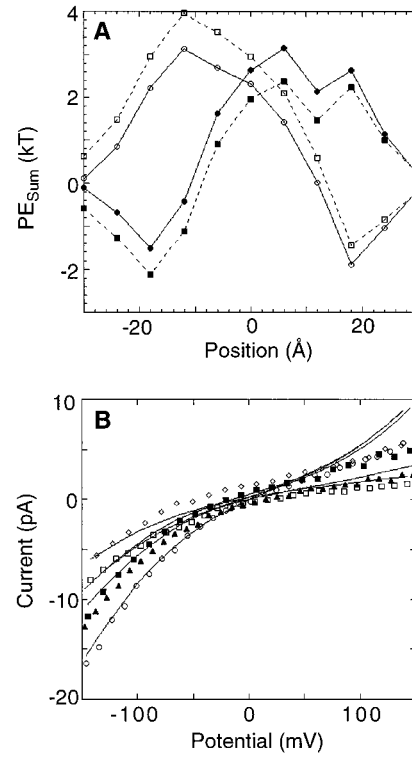 A
4
2
0
-2
PE_Sum (kT)
-20 0 20
Position (Å)
B
10
0
-10
-20
Current (pA)
-100 0 100
Potential (mV)